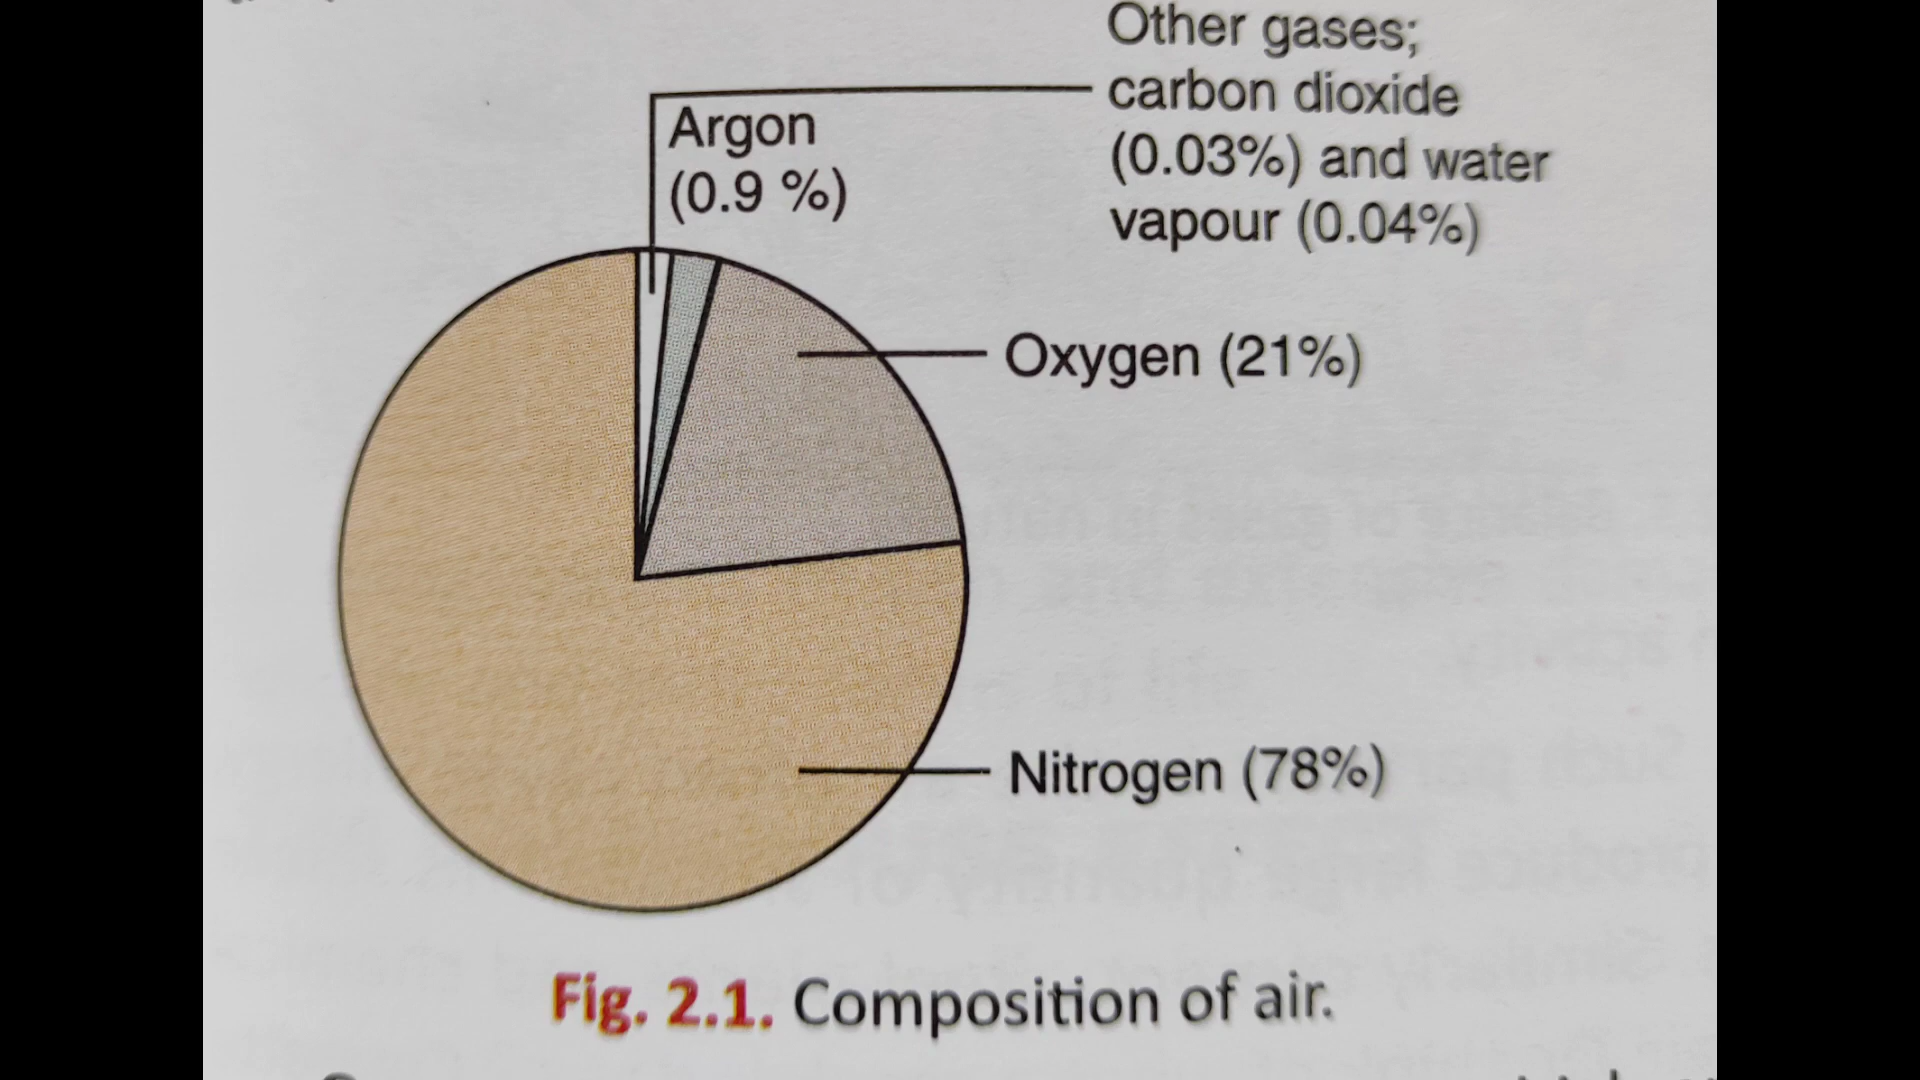 Other gases;
carbon dioxide
(0.03%) and water
vapour (0.04%)
Argon
(0.9 %)
Oxygen (21%)
Nitrogen (78%)
Fig. 2.1. Composition of air.